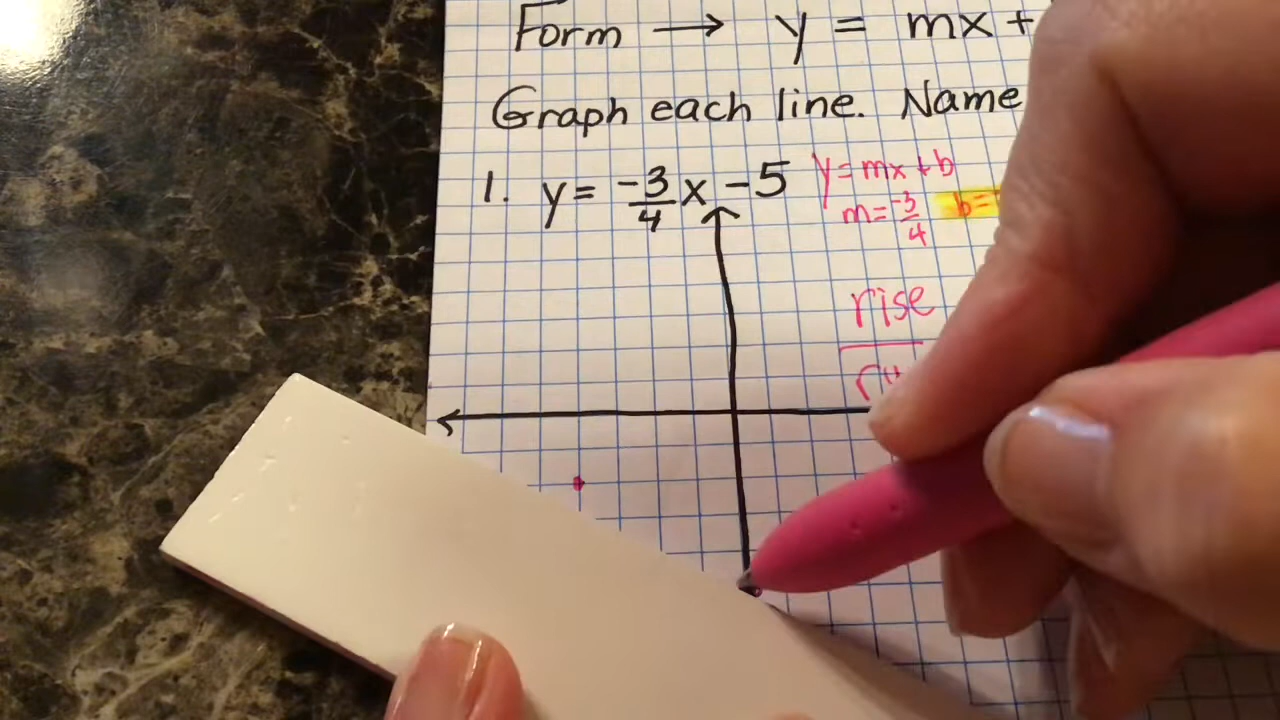 Form → y = mx +
Graph each line. Name
1. y = -3/4 x - 5
y = mx + b
m = -3/4 b =
rise